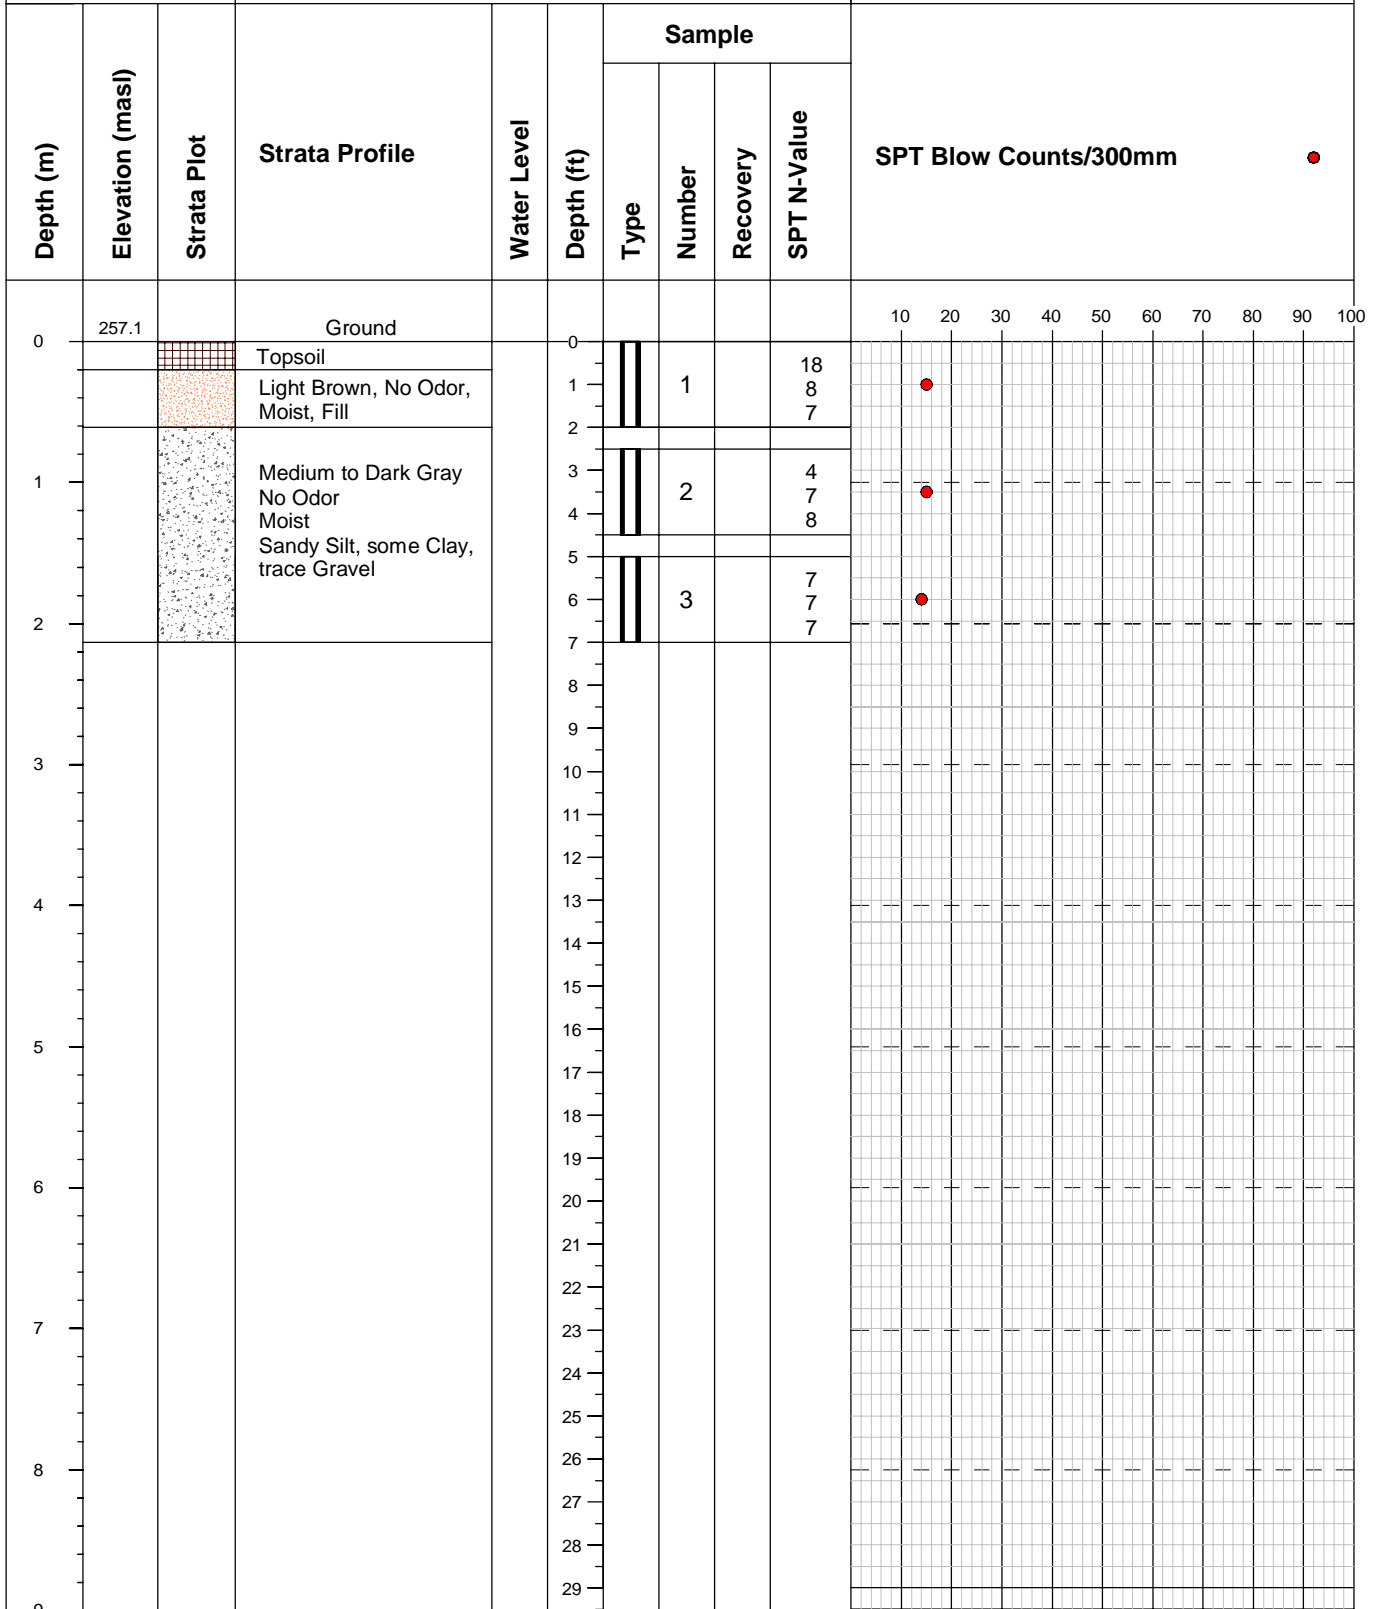 Sample
Depth (m)
Elevation (masl)
Strata Plot
Strata Profile
Water Level
Depth (ft)
Type
Number
Recovery
SPT N-Value
SPT Blow Counts/300mm
10 20 30 40 50 60 70 80 90 100
257.1 Ground
0 0
Topsoil
18
Light Brown, No Odor,
1 1 8
Moist, Fill
7
2
Medium to Dark Gray
3 4
1
No Odor
2 7
Moist
4 8
Sandy Silt, some Clay,
5
trace Gravel
7
6 3 7
2 7
7
8
9
3
10
11
12
13
4
14
15
16
5
17
18
19
6
20
21
22
7
23
24
25
26
8
27
28
29